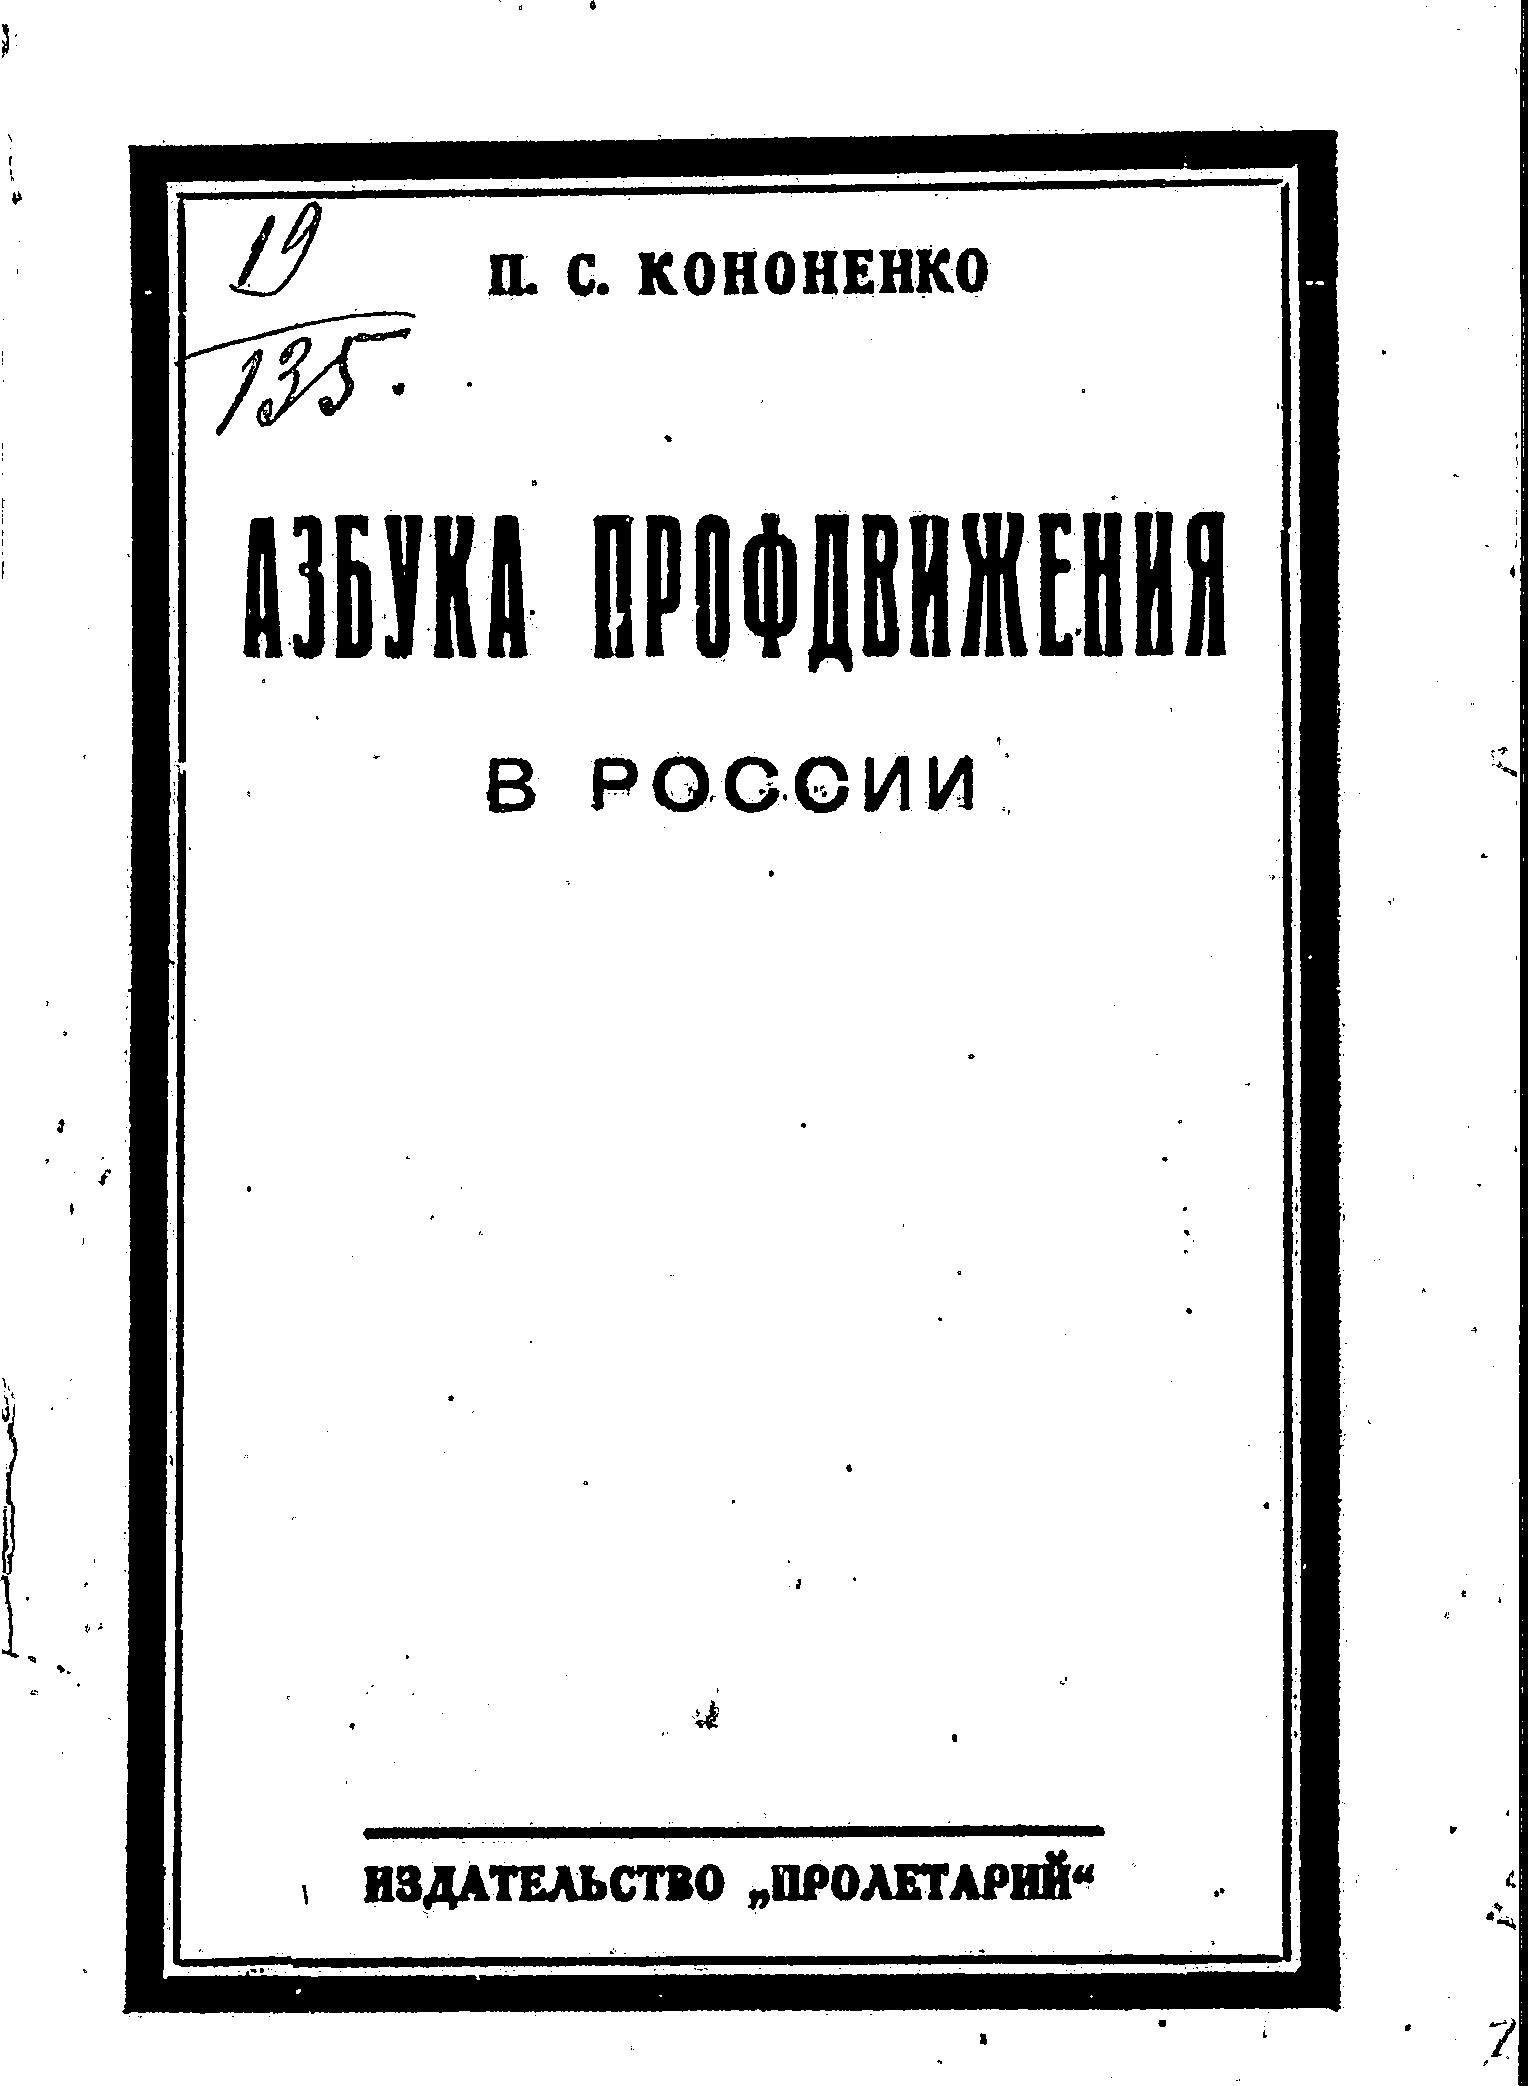 19
135.
П. С. КОНОНЕНКО
АЗБУКА ПРОФДВИЖЕНИЯ
В РОССИИ
ИЗДАТЕЛЬСТВО „ПРОЛЕТАРИЙ“